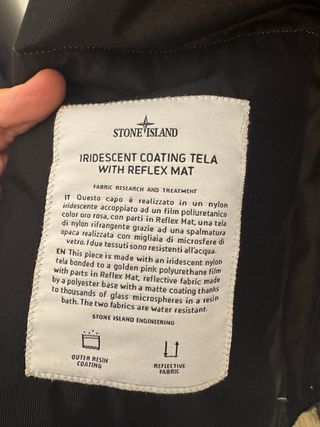 STONE ISLAND
IRIDESCENT COATING TELA
WITH REFLEX MAT
FABRIC RESEARCH AND TREATMENT
IT Questo capo è realizzato in un nylon
iridescente accoppiato ad un film poliuretanico
color oro rosa, con parti in Reflex Mat, una tela
di nylon rifrangente grazie ad una spalmatura
opaca realizzata con migliaia di microsfere di
vetro. I due tessuti sono resistenti all'acqua.
EN This piece is made with an iridescent nylon
tela bonded to a golden pink polyurethane film
with parts in Reflex Mat, reflective fabric made
by a polyester base with a matte coating thanks
to thousands of glass microspheres in a resin
bath. The two fabrics are water resistant.
STONE ISLAND ENGINEERING
OUTER RESIN
COATING
REFLECTIVE
FABRIC